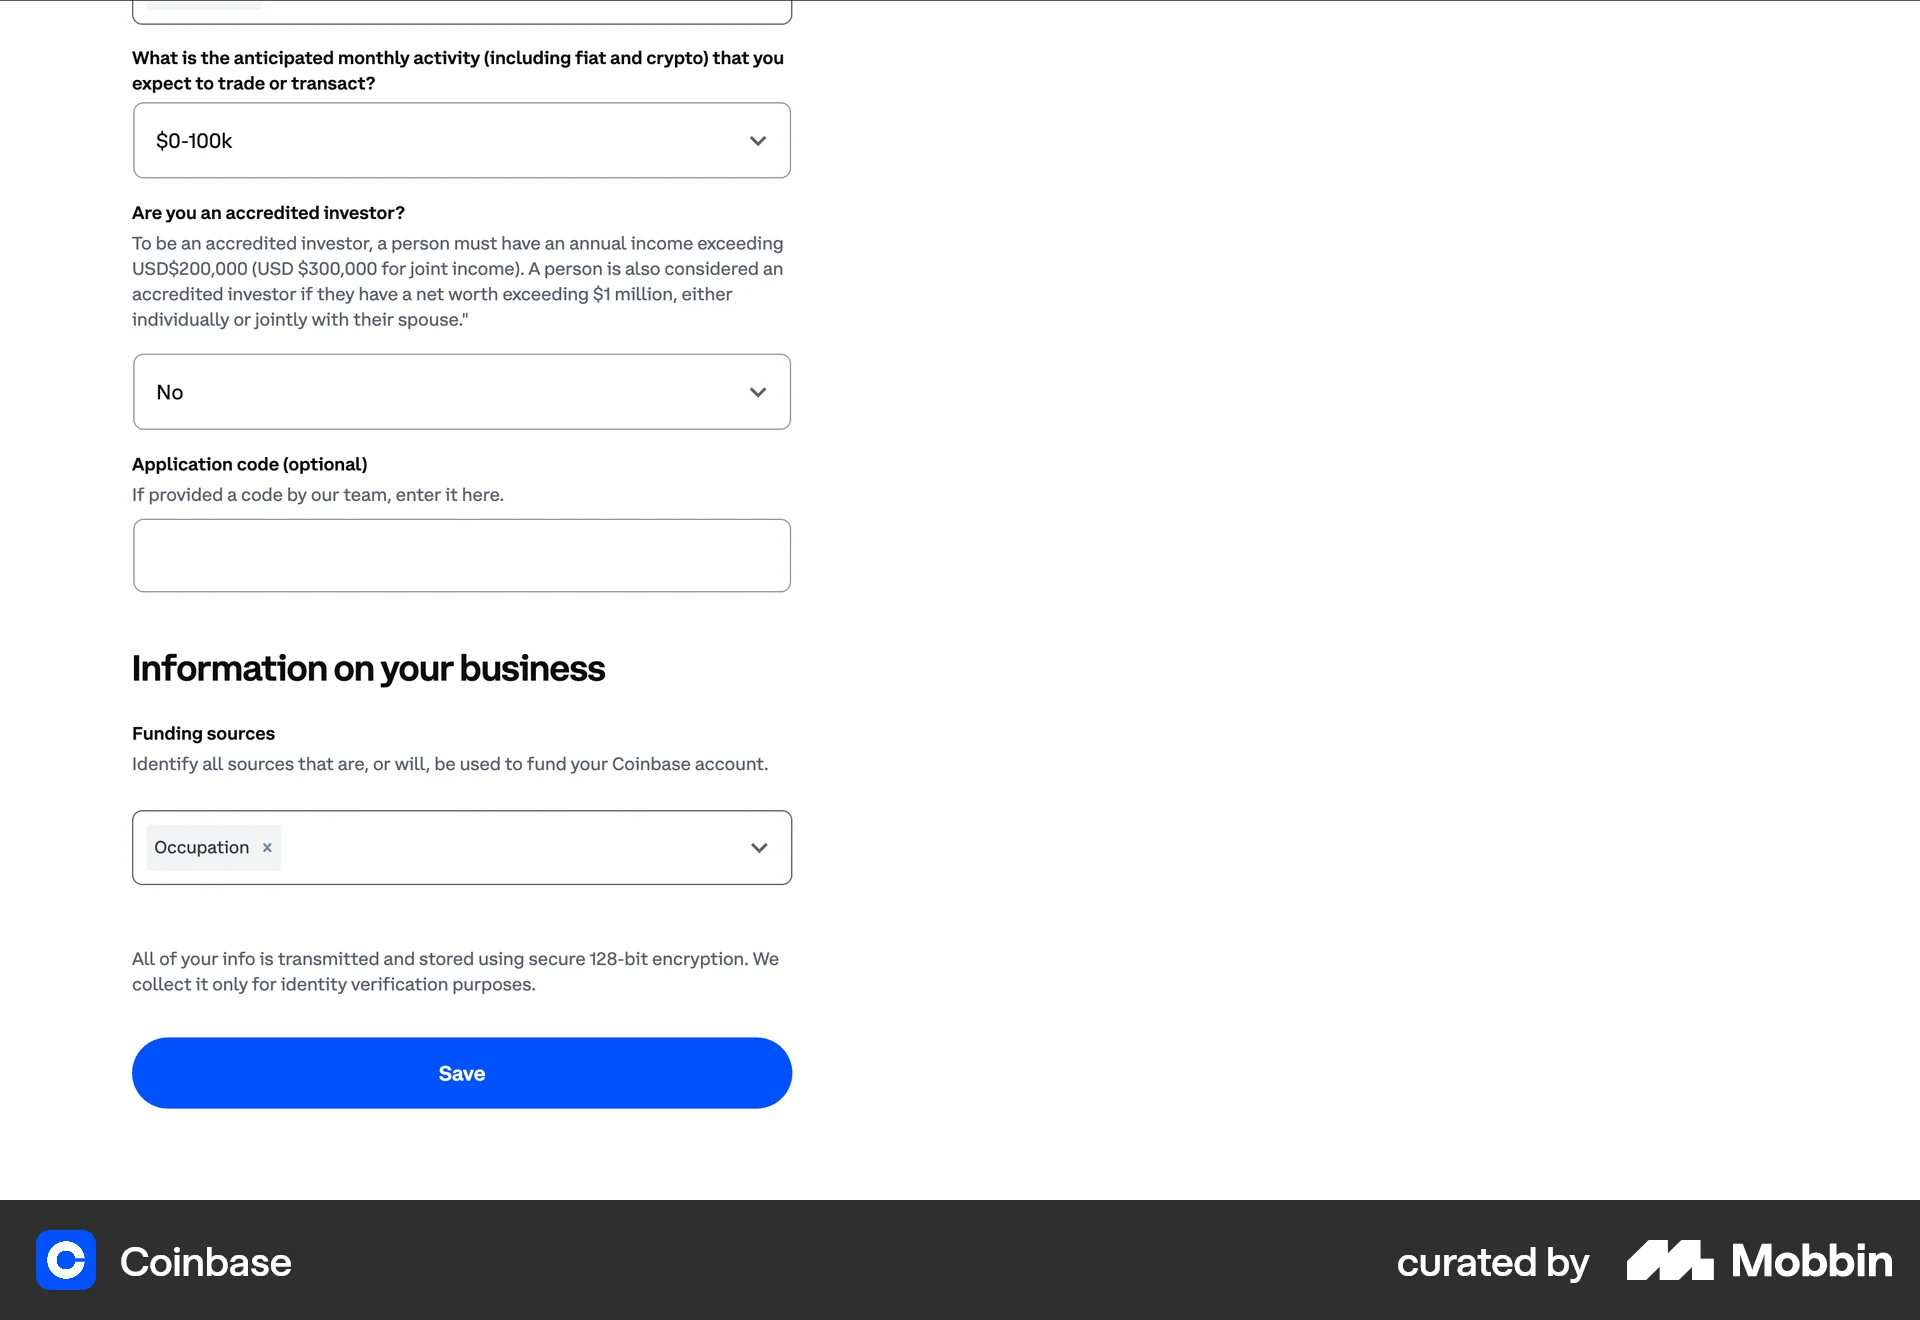 What is the anticipated monthly activity (including fiat and crypto) that you
expect to trade or transact?
$0-100k
Are you an accredited investor?
To be an accredited investor, a person must have an annual income exceeding
USD$200,000 (USD $300,000 for joint income). A person is also considered an
accredited investor if they have a net worth exceeding $1 million, either
individually or jointly with their spouse."
No
Application code (optional)
If provided a code by our team, enter it here.
Information on your business
Funding sources
Identify all sources that are, or will, be used to fund your Coinbase account.
Occupation ×
All of your info is transmitted and stored using secure 128-bit encryption. We
collect it only for identity verification purposes.
Save
Coinbase
curated by Mobbin